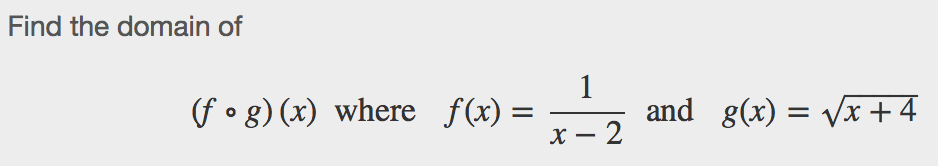 Find the domain of
(f ∘ g)(x) where f(x) = 1/(x − 2) and g(x) = √(x + 4)